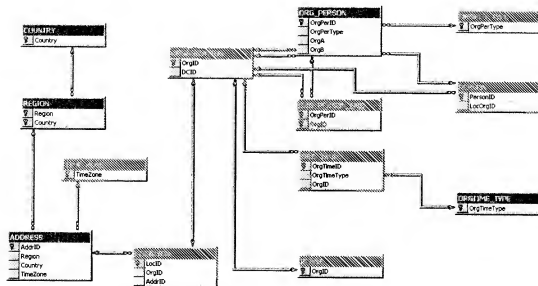 COUNTRY
Country
REGION
Region
Country
TimeZone
ADDRESS
AddrID
Region
Country
TimeZone
OrgID
DCID
LocID
OrgID
AddrID
ORG_PERSON
OrgPerID
OrgPerType
OrgA
OrgB
OrgPerID
RegID
OrgTimeID
OrgTimeType
OrgID
OrgID
OrgPerType
PersonID
LocOrgID
ORGTIME_TYPE
OrgTimeType